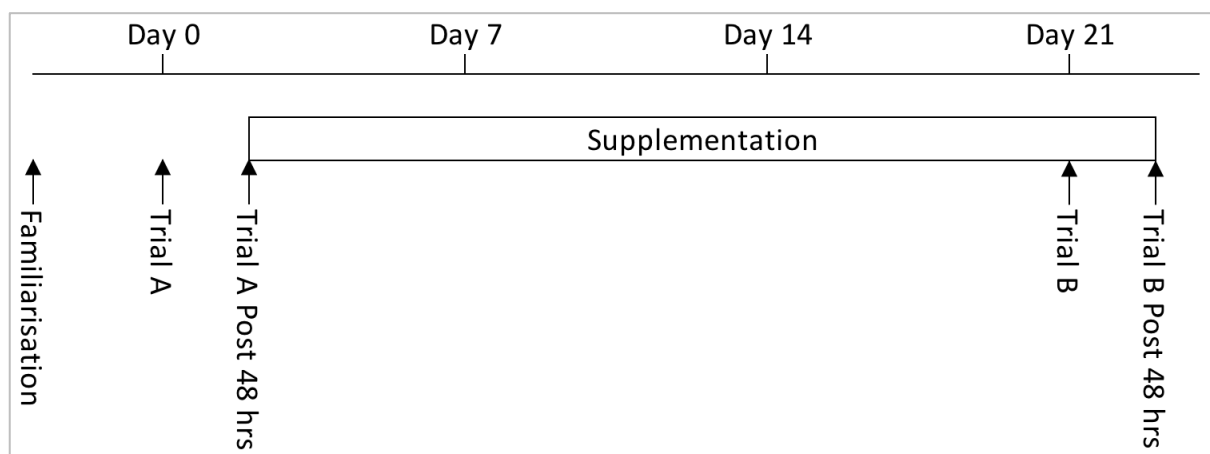 Day 0
Day 7
Day 14
Day 21
Supplementation
Familiarisation
Trial A
Trial A Post 48 hrs
Trial B
Trial B Post 48 hrs